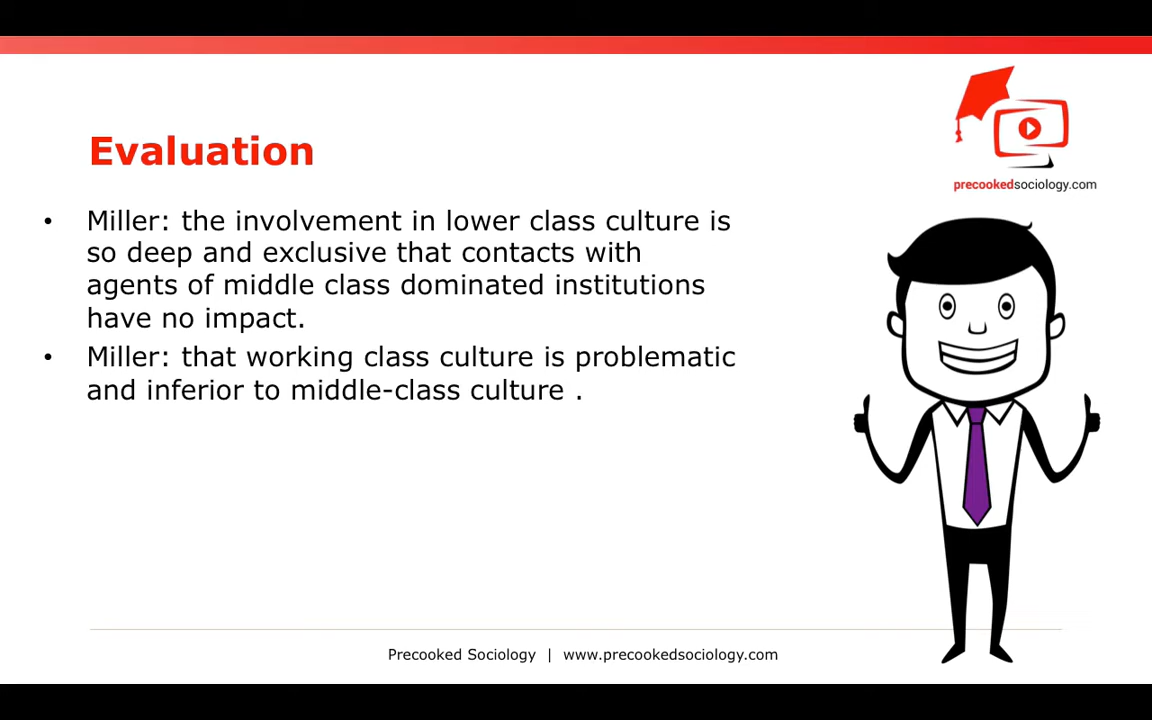 precookedsociology.com
Evaluation
• Miller: the involvement in lower class culture is
so deep and exclusive that contacts with
agents of middle class dominated institutions
have no impact.
• Miller: that working class culture is problematic
and inferior to middle-class culture .
Precooked Sociology | www.precookedsociology.com